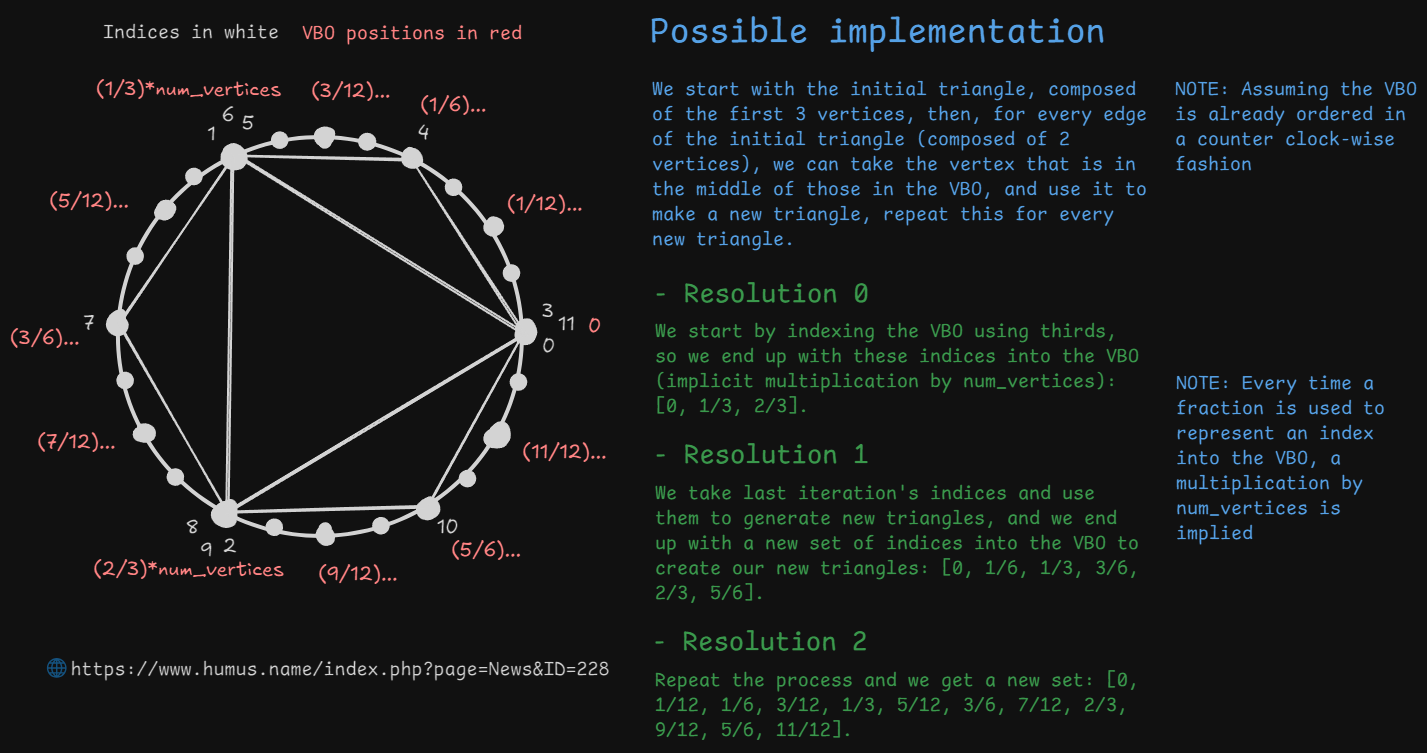 Indices in white VBO positions in red
(1/3)*num_vertices
(3/12)...
(1/6)...
6
1
5
4
(5/12)...
(1/12)...
3
11
0
0
(3/6)...
7
(7/12)...
(11/12)...
8
9
2
10
(5/6)...
(2/3)*num_vertices
(9/12)...
https://www.humus.name/index.php?page=News&ID=228
Possible implementation
We start with the initial triangle, composed
of the first 3 vertices, then, for every edge
of the initial triangle (composed of 2
vertices), we can take the vertex that is in
the middle of those in the VBO, and use it to
make a new triangle, repeat this for every
new triangle.
- Resolution 0
We start by indexing the VBO using thirds,
so we end up with these indices into the VBO
(implicit multiplication by num_vertices):
[0, 1/3, 2/3].
- Resolution 1
We take last iteration's indices and use
them to generate new triangles, and we end
up with a new set of indices into the VBO to
create our new triangles: [0, 1/6, 1/3, 3/6,
2/3, 5/6].
- Resolution 2
Repeat the process and we get a new set: [0,
1/12, 1/6, 3/12, 1/3, 5/12, 3/6, 7/12, 2/3,
9/12, 5/6, 11/12].
NOTE: Assuming the VBO
is already ordered in
a counter clock-wise
fashion
NOTE: Every time a
fraction is used to
represent an index
into the VBO, a
multiplication by
num_vertices is
implied